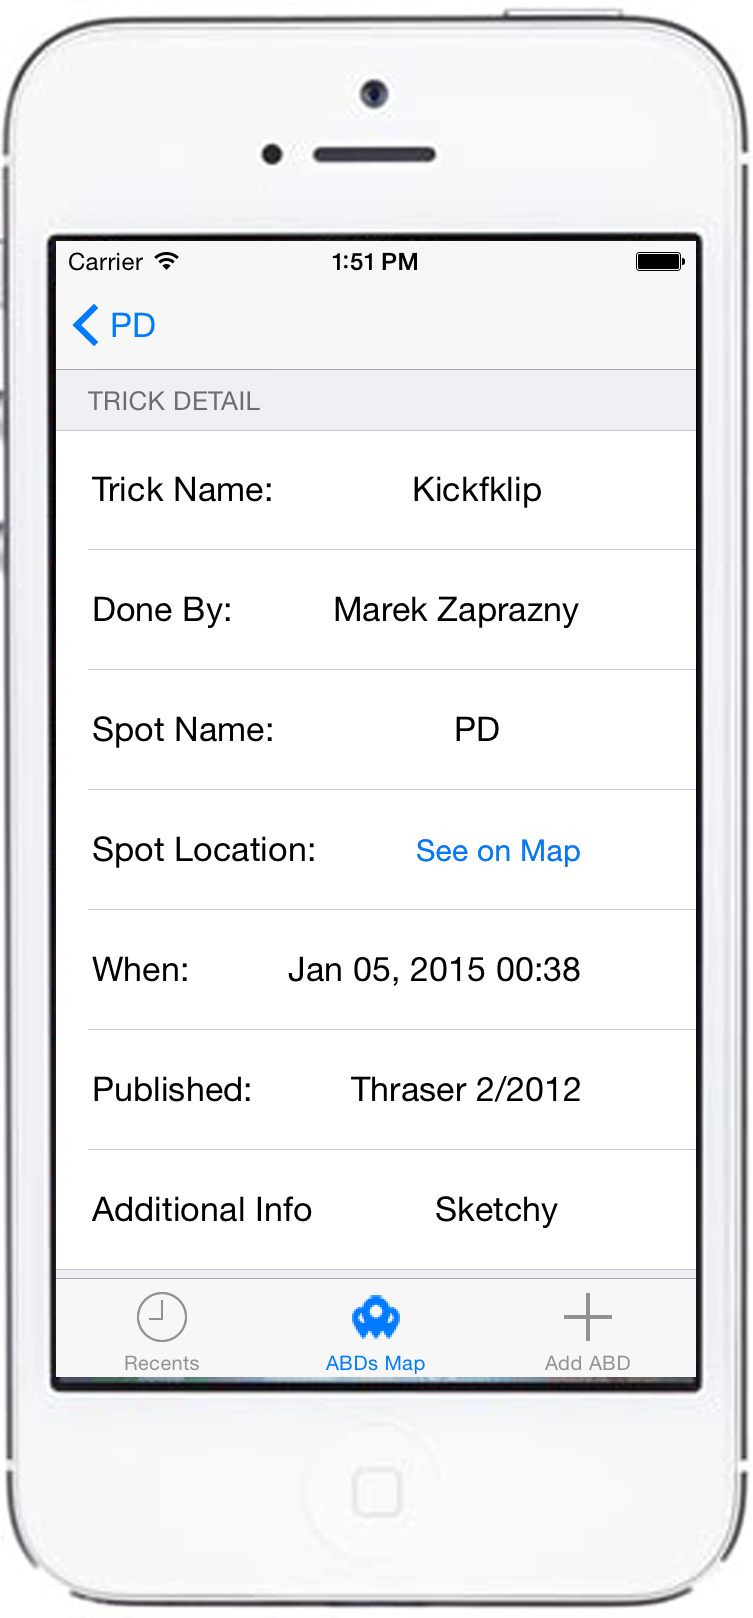 Carrier 1:51 PM
PD
TRICK DETAIL
Trick Name: Kickfklip
Done By: Marek Zaprazny
Spot Name: PD
Spot Location: See on Map
When: Jan 05, 2015 00:38
Published: Thraser 2/2012
Additional Info Sketchy
Recents ABDs Map Add ABD